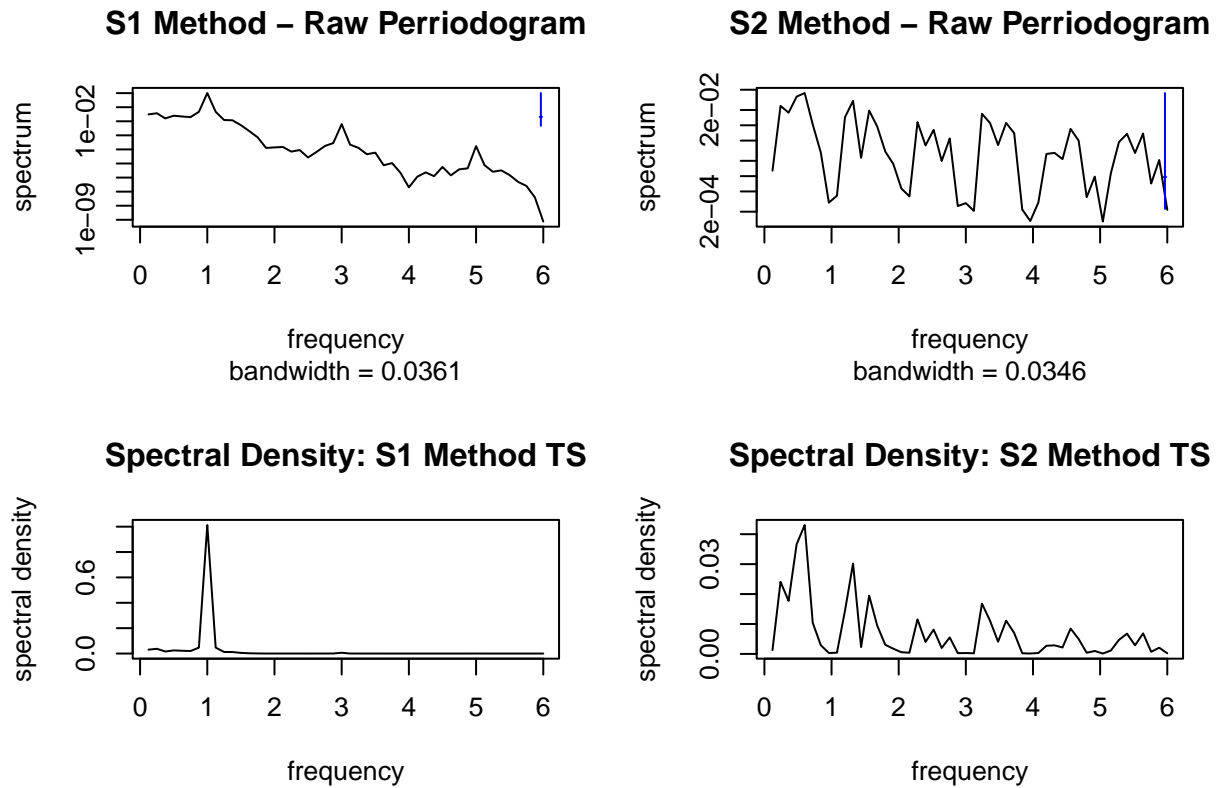 S1 Method – Raw Perriodogram
spectrum
1e−09 1e−02
0 1 2 3 4 5 6
frequency
bandwidth = 0.0361
S2 Method – Raw Perriodogram
spectrum
2e−04 2e−02
0 1 2 3 4 5 6
frequency
bandwidth = 0.0346
Spectral Density: S1 Method TS
spectral density
0.0 0.6
0 1 2 3 4 5 6
frequency
Spectral Density: S2 Method TS
spectral density
0.00 0.03
0 1 2 3 4 5 6
frequency